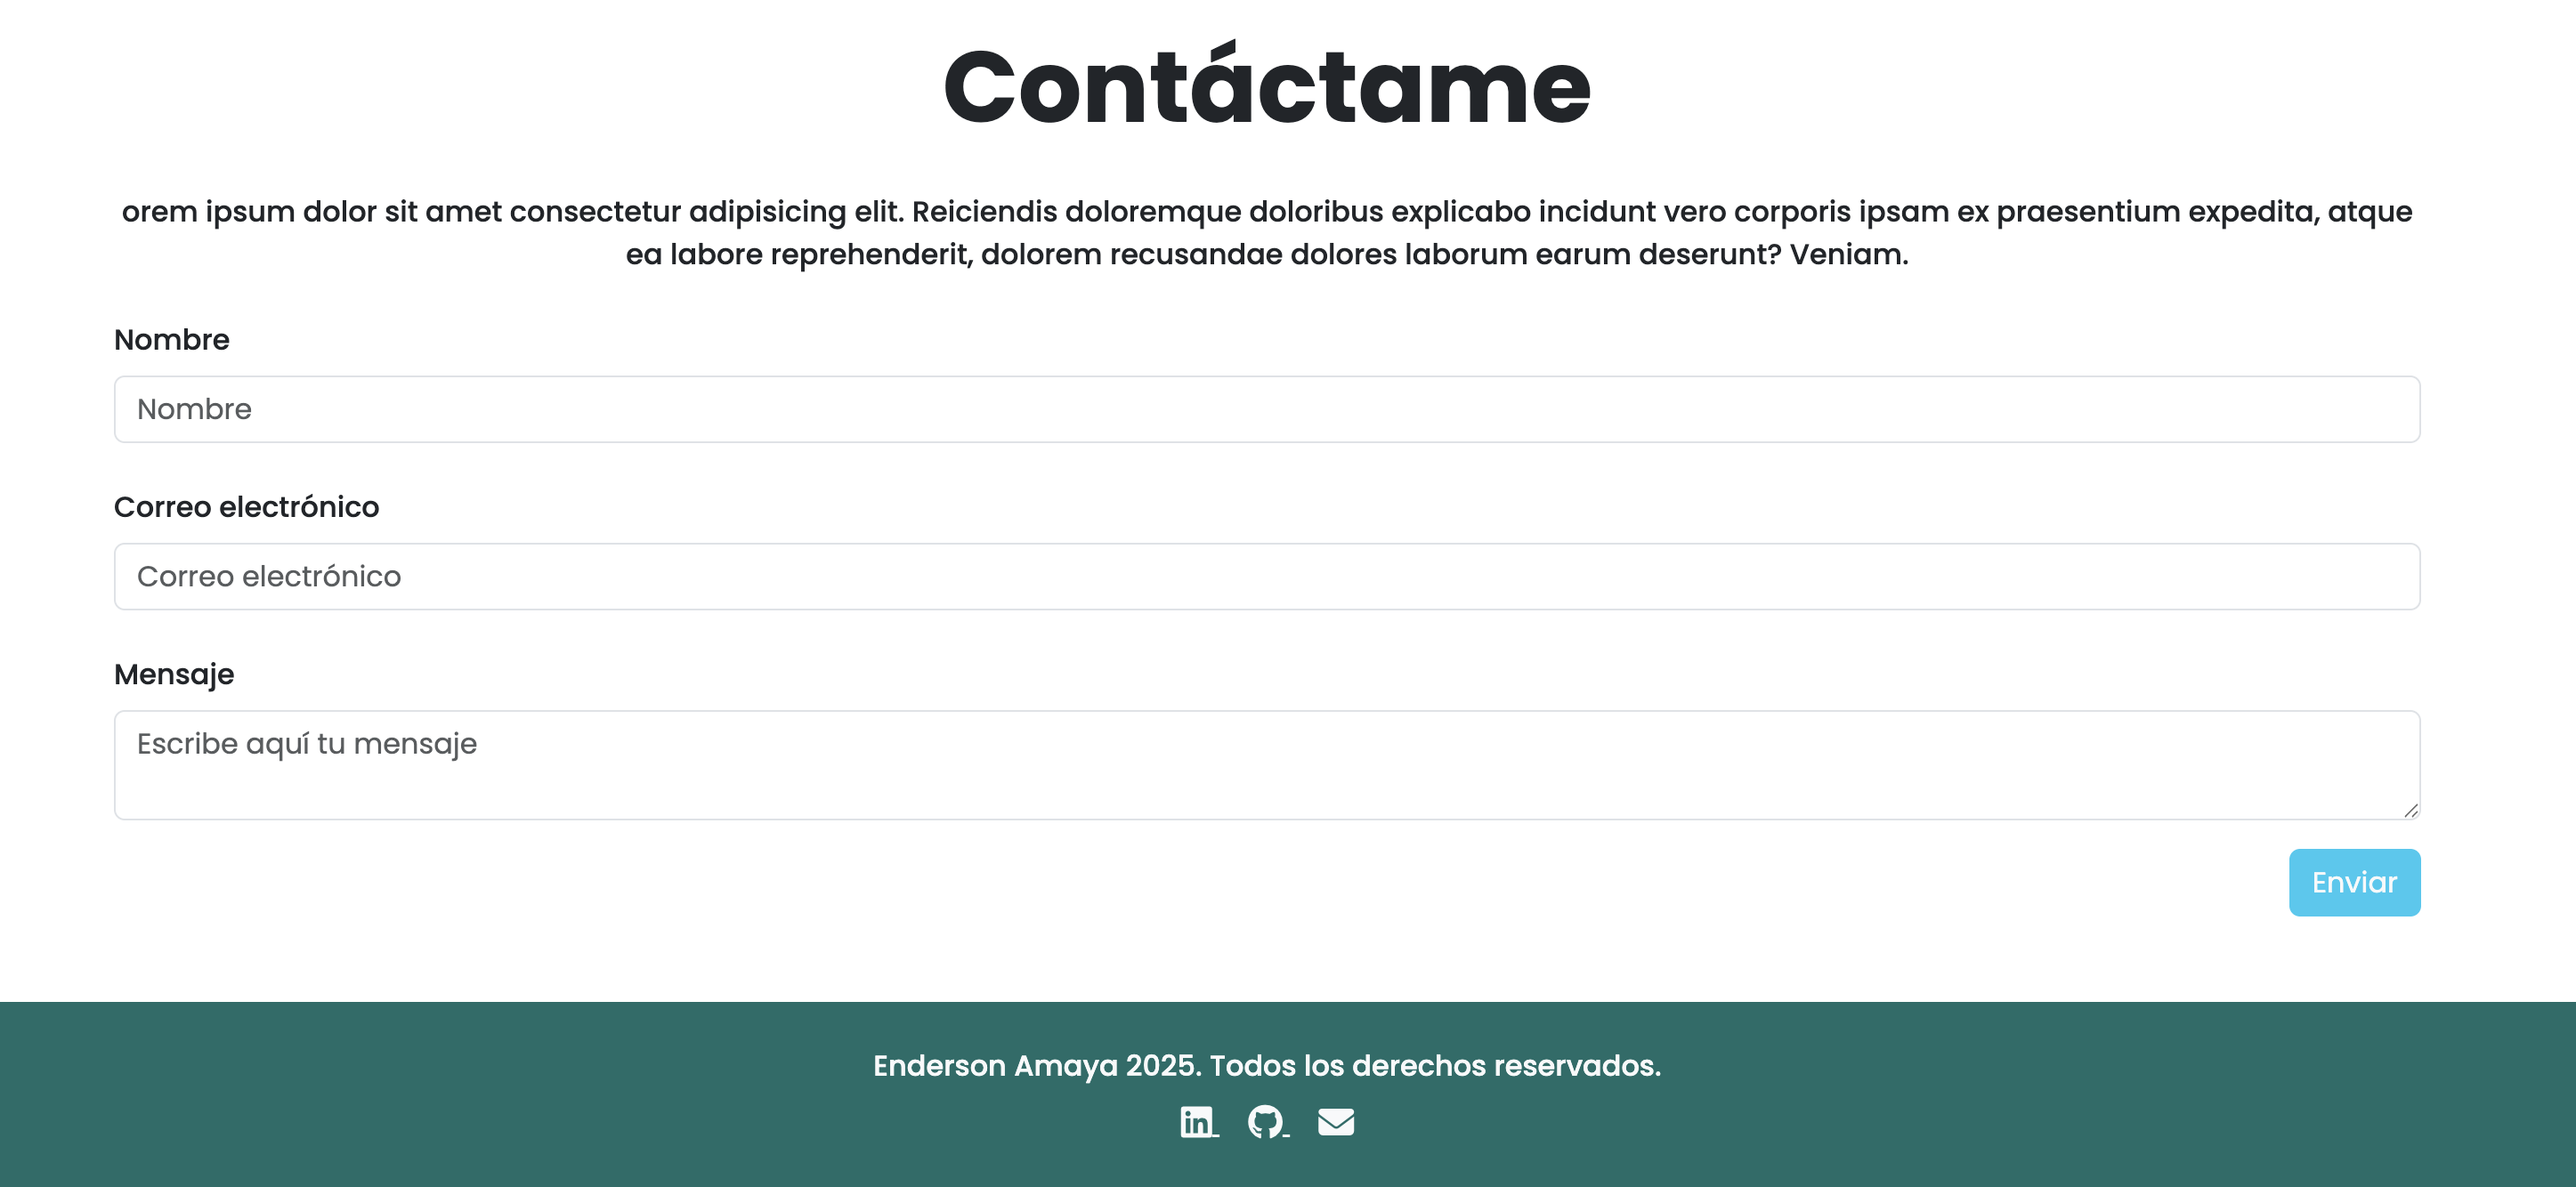 Contáctame
orem ipsum dolor sit amet consectetur adipisicing elit. Reiciendis doloremque doloribus explicabo incidunt vero corporis ipsam ex praesentium expedita, atque
ea labore reprehenderit, dolorem recusandae dolores laborum earum deserunt? Veniam.
Nombre
Nombre
Correo electrónico
Correo electrónico
Mensaje
Escribe aquí tu mensaje
Enviar
Enderson Amaya 2025. Todos los derechos reservados.
in